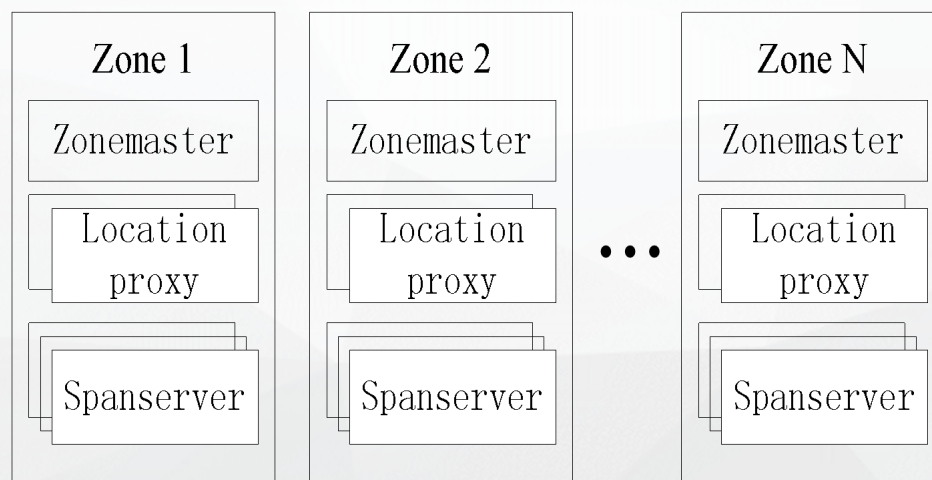 Zone 1
Zonemaster
Location
proxy
Spanserver
Zone 2
Zonemaster
Location
proxy
Spanserver
...
Zone N
Zonemaster
Location
proxy
Spanserver